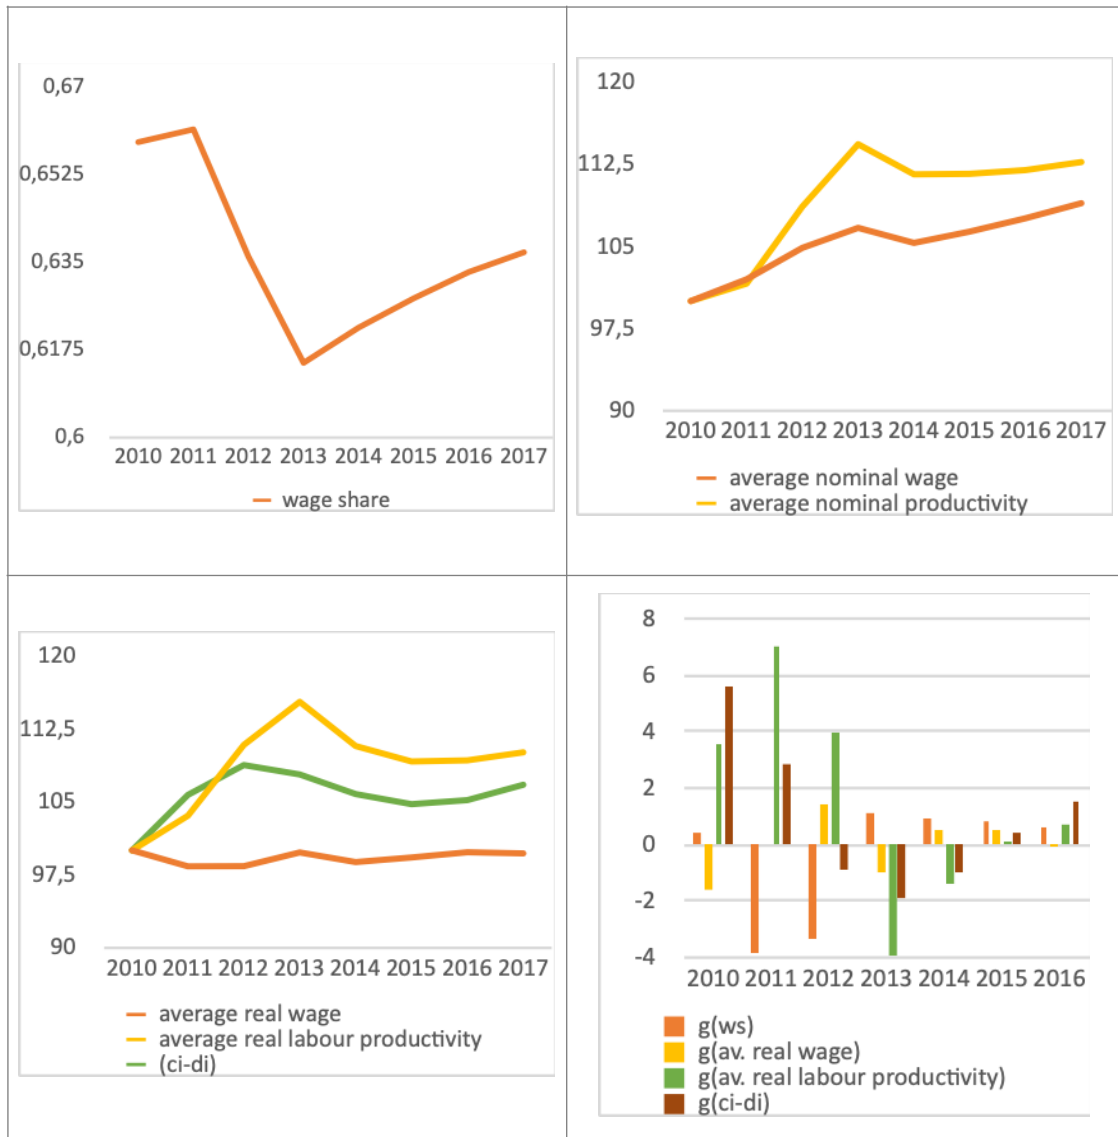 0,67
0,6525
0,635
0,6175
0,6
2010 2011 2012 2013 2014 2015 2016 2017
wage share
120
112,5
105
97,5
90
2010 2011 2012 2013 2014 2015 2016 2017
average nominal wage
average nominal productivity
120
112,5
105
97,5
90
2010 2011 2012 2013 2014 2015 2016 2017
average real wage
average real labour productivity
(ci-di)
8
6
4
2
0
-2
-4
2010 2011 2012 2013 2014 2015 2016
g(ws)
g(av. real wage)
g(av. real labour productivity)
g(ci-di)